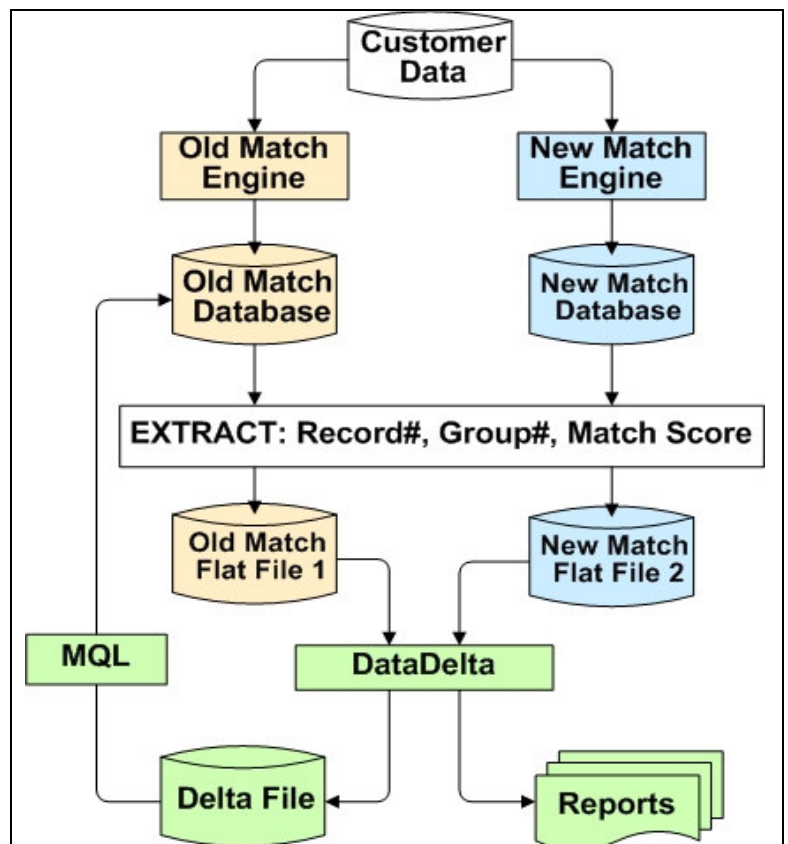 Customer
Data
Old Match
Engine
New Match
Engine
Old Match
Database
New Match
Database
EXTRACT: Record#, Group#, Match Score
Old Match
Flat File 1
New Match
Flat File 2
MQL
DataDelta
Delta File
Reports